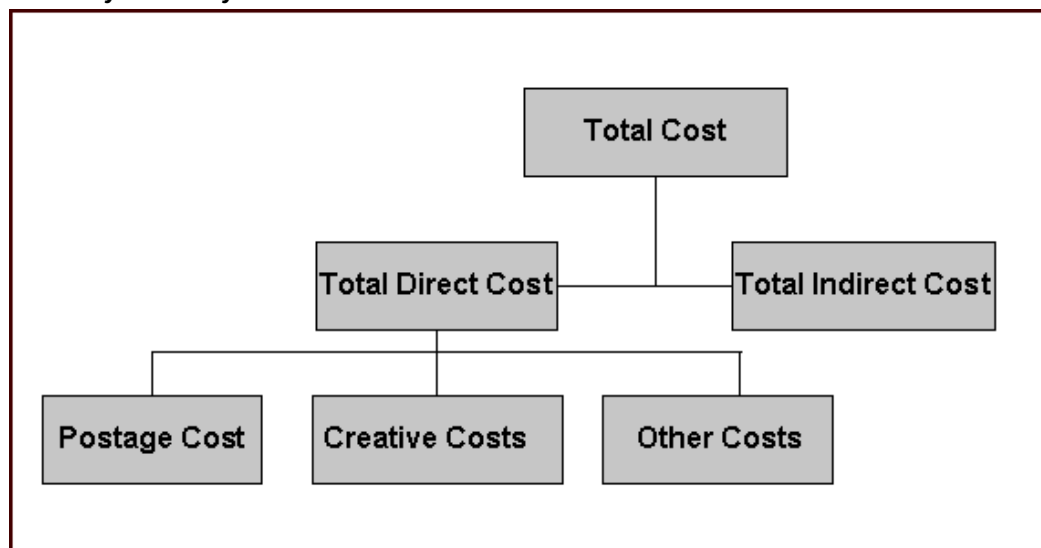 Total Cost
Total Direct Cost
Total Indirect Cost
Postage Cost
Creative Costs
Other Costs